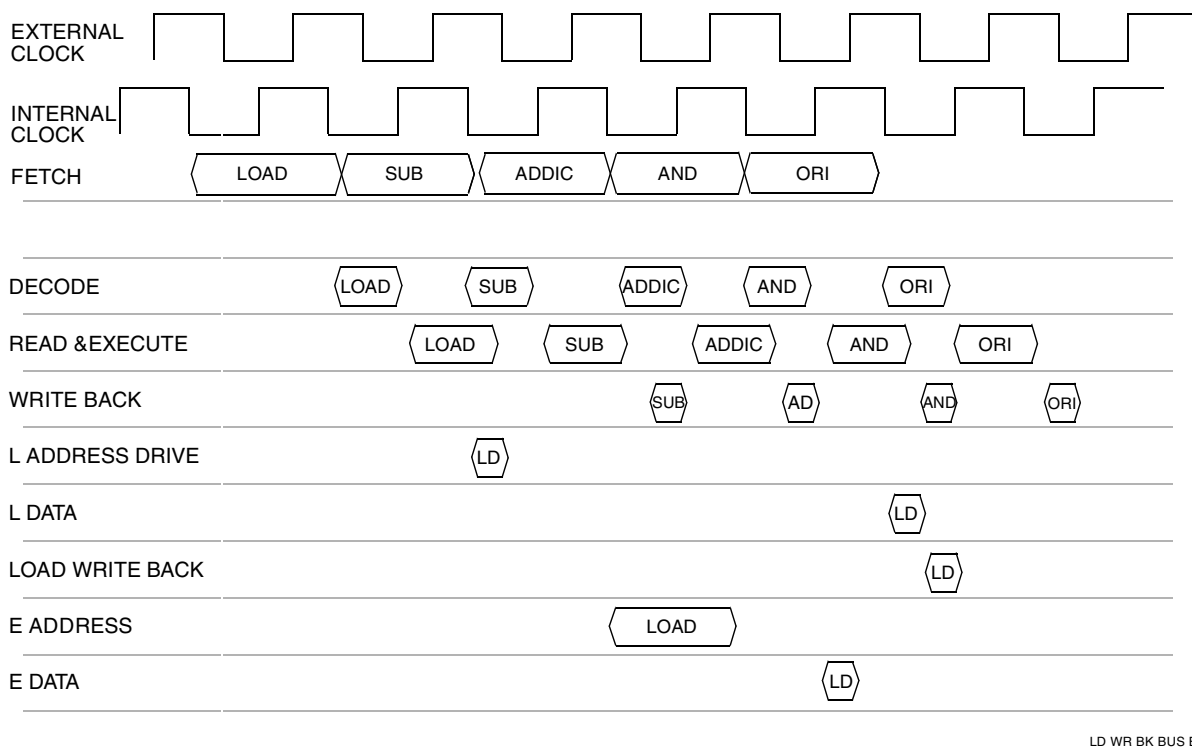 EXTERNAL
CLOCK
INTERNAL
CLOCK
FETCH LOAD SUB ADDIC AND ORI
DECODE LOAD SUB ADDIC AND ORI
READ &EXECUTE LOAD SUB ADDIC AND ORI
WRITE BACK SUB AD AND ORI
L ADDRESS DRIVE LD
L DATA LD
LOAD WRITE BACK LD
E ADDRESS LOAD
E DATA LD
LD WR BK BUS